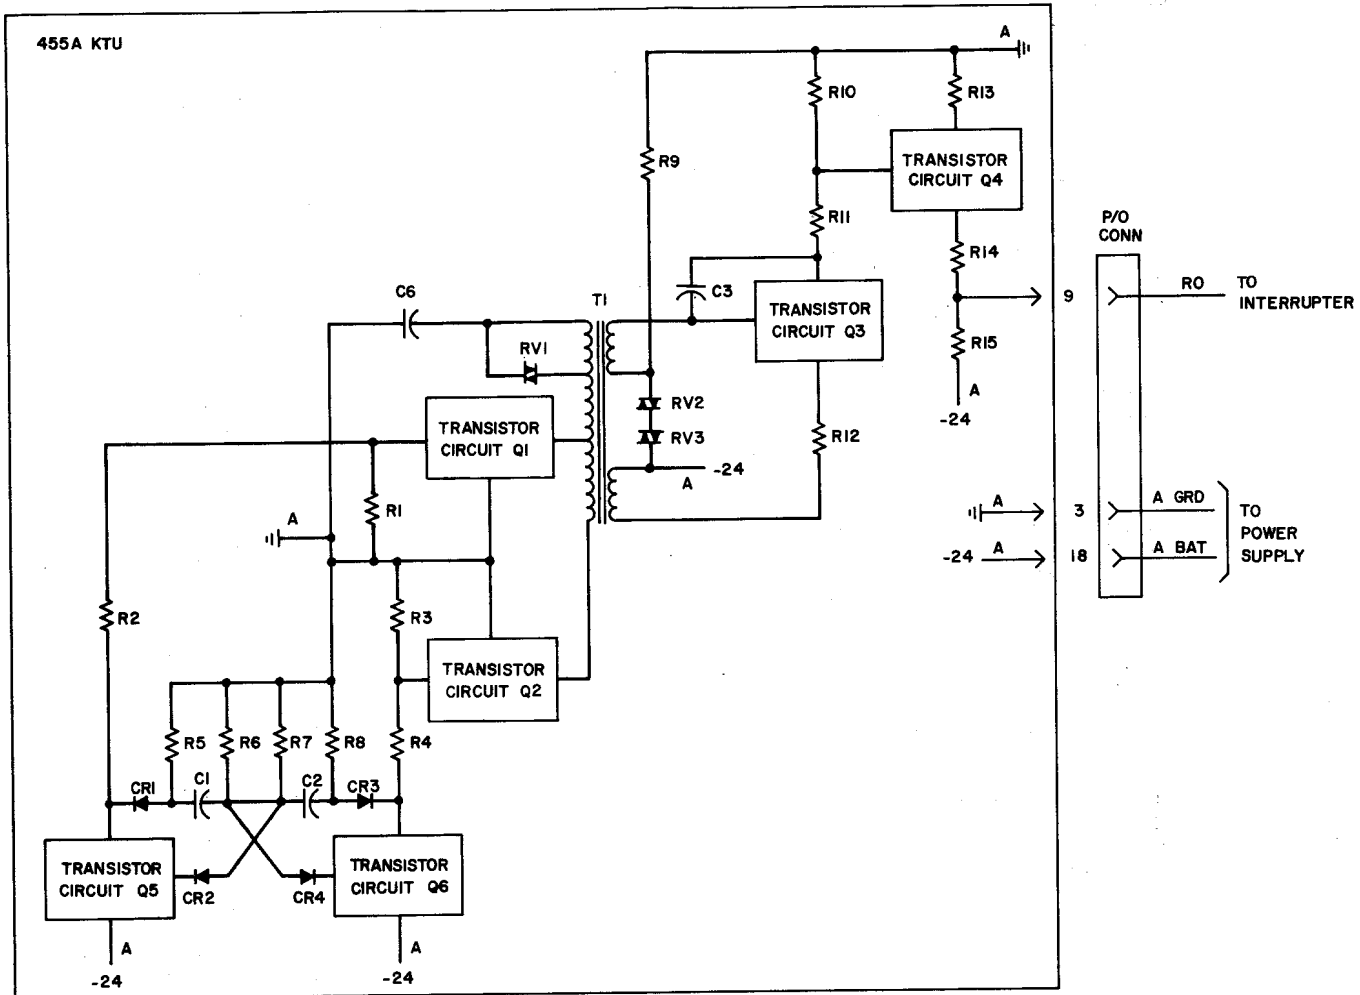 455A KTU
A
R10
R13
R9
TRANSISTOR
CIRCUIT Q4
R11
P/O
CONN
R14
C6
T1
C3
9
RO
TO
INTERRUPTER
TRANSISTOR
CIRCUIT Q3
RV1
R15
A
-24
RV2
TRANSISTOR
CIRCUIT Q1
RV3
R12
-24
A
R1
A
A
3
A GRD
TO
POWER
SUPPLY
-24
A
18
A BAT
R2
R3
TRANSISTOR
CIRCUIT Q2
R5
R6
R7
R8
R4
CR1
C1
C2
CR3
TRANSISTOR
CIRCUIT Q5
CR2
CR4
TRANSISTOR
CIRCUIT Q6
A
-24
A
-24